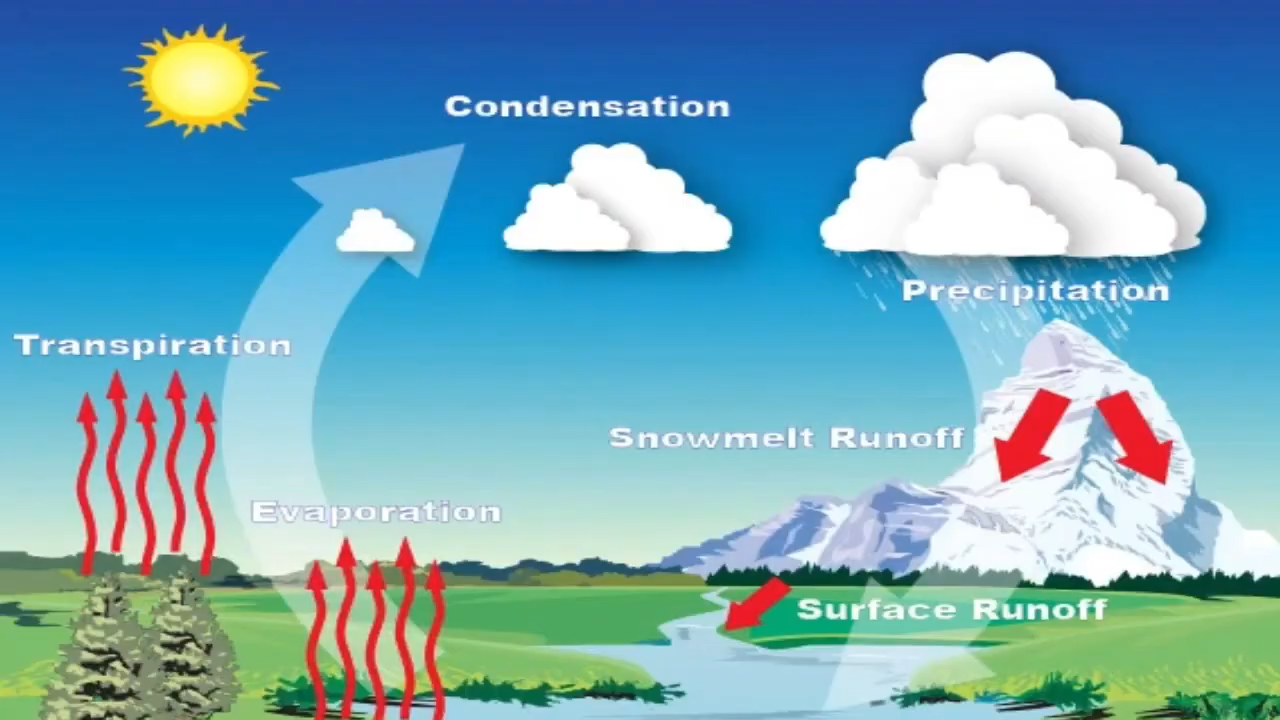 Condensation
Precipitation
Transpiration
Snowmelt Runoff
Evaporation
Surface Runoff